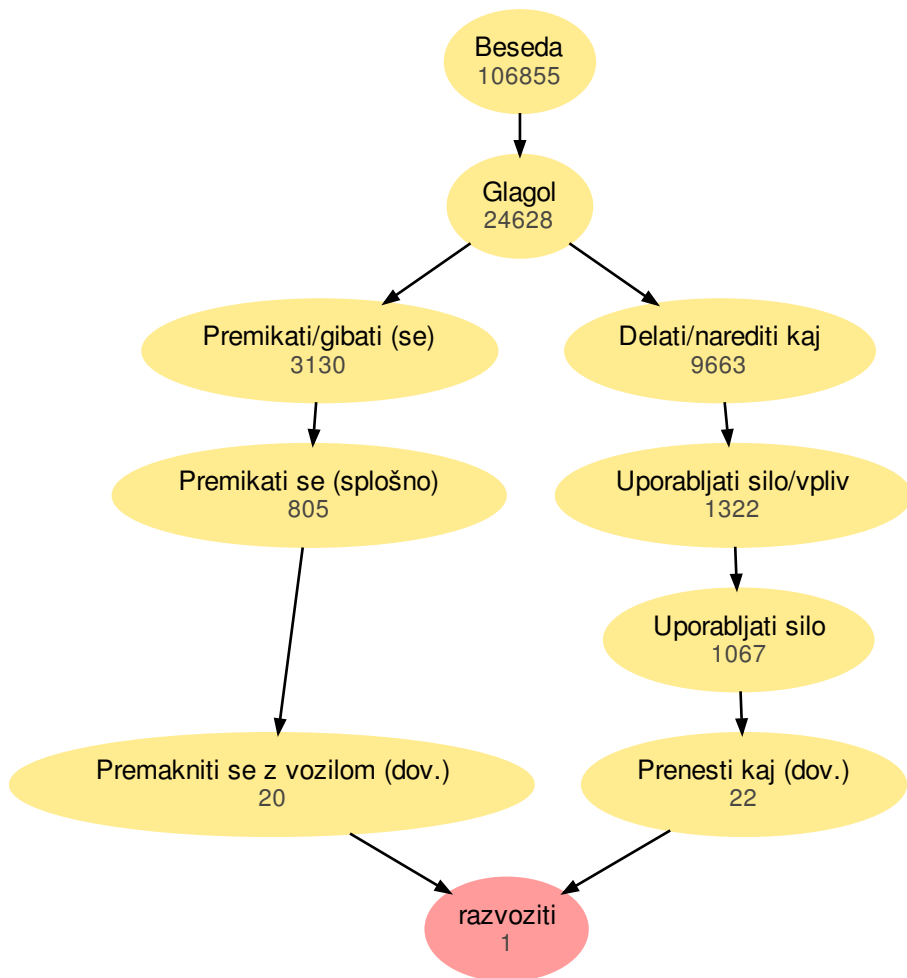 Beseda
106855
Glagol
24628
Premikati/gibati (se)
3130
Delati/narediti kaj
9663
Premikati se (splošno)
805
Uporabljati silo/vpliv
1322
Uporabljati silo
1067
Premakniti se z vozilom (dov.)
20
Prenesti kaj (dov.)
22
razvoziti
1